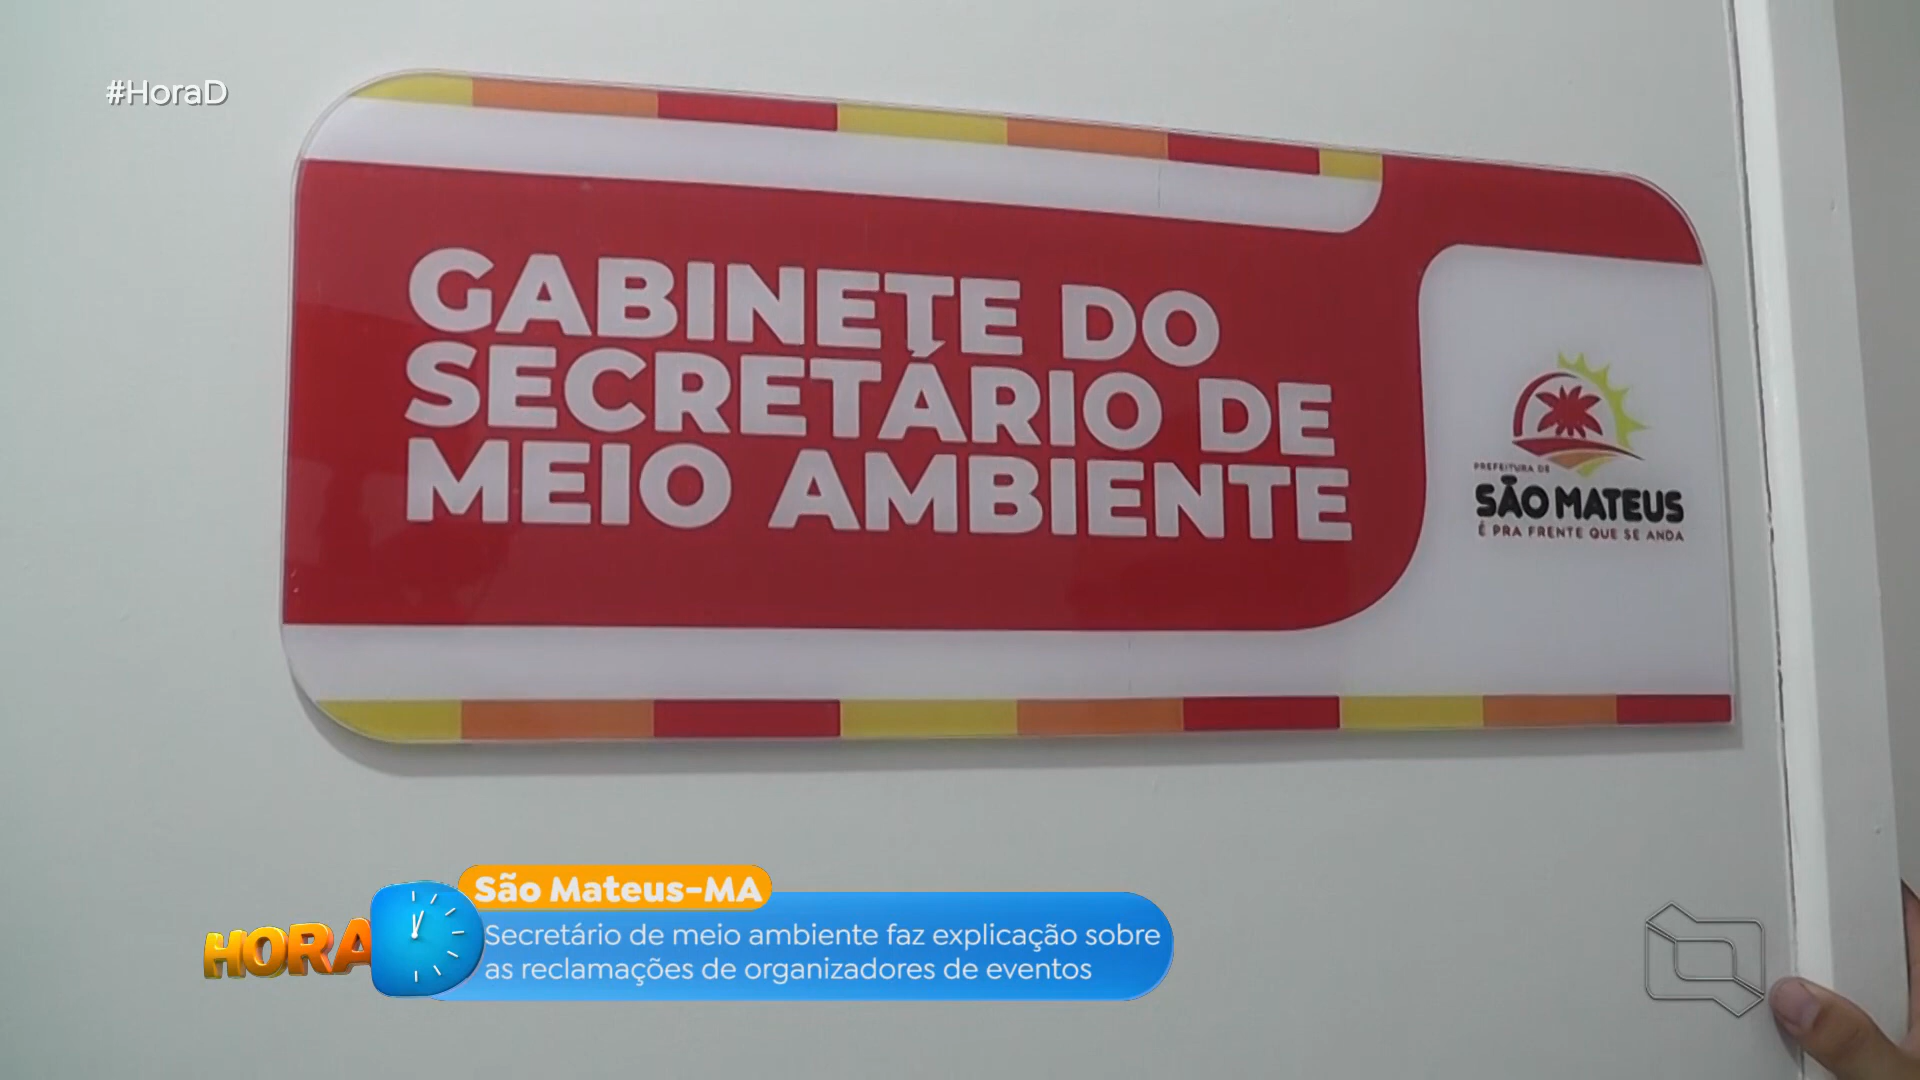 #HoraD
GABINETE DO
SECRETÁRIO DE
MEIO AMBIENTE
PREFEITURA DE
SÃO MATEUS
É PRA FRENTE QUE SE ANDA
São Mateus-MA
HORA
Secretário de meio ambiente faz explicação sobre
as reclamações de organizadores de eventos